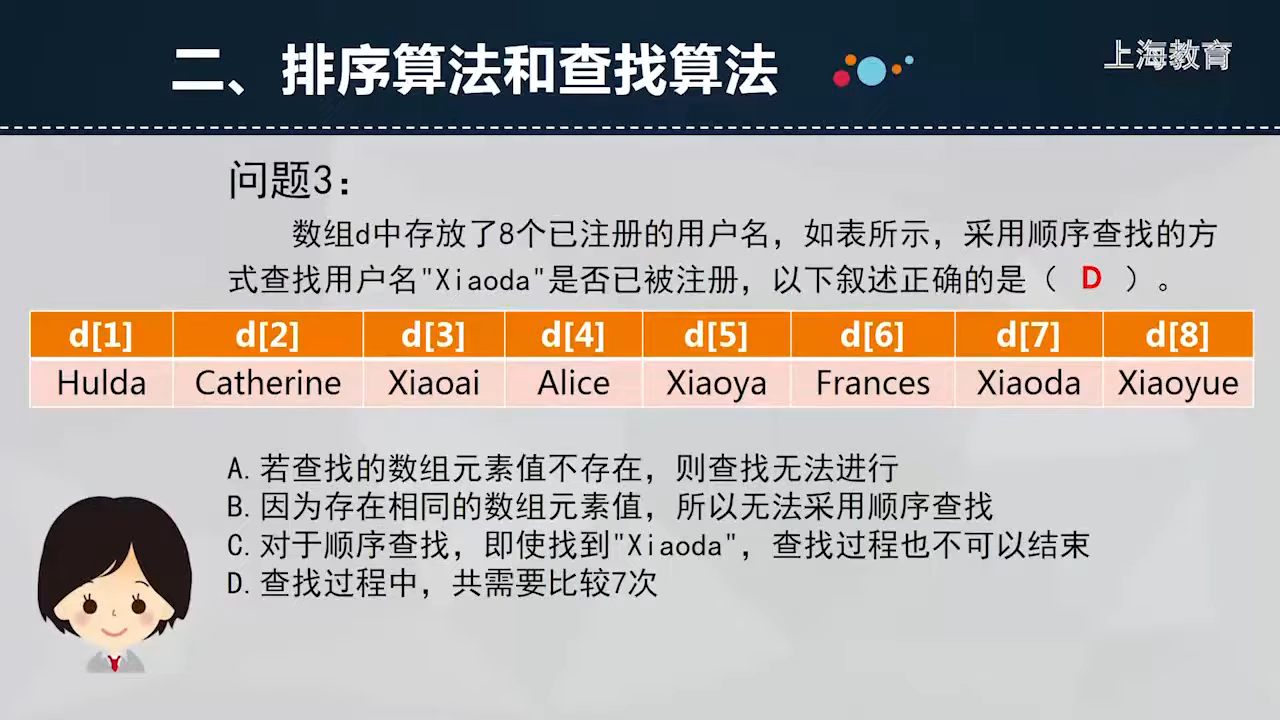 二、排序算法和查找算法
上海教育
问题3：
数组d中存放了8个已注册的用户名，如表所示，采用顺序查找的方
式查找用户名"Xiaoda"是否已被注册，以下叙述正确的是（ D ）。
d[1] d[2] d[3] d[4] d[5] d[6] d[7] d[8]
Hulda Catherine Xiaoai Alice Xiaoya Frances Xiaoda Xiaoyue
A.若查找的数组元素值不存在，则查找无法进行
B.因为存在相同的数组元素值，所以无法采用顺序查找
C.对于顺序查找，即使找到"Xiaoda"，查找过程也不可以结束
D.查找过程中，共需要比较7次